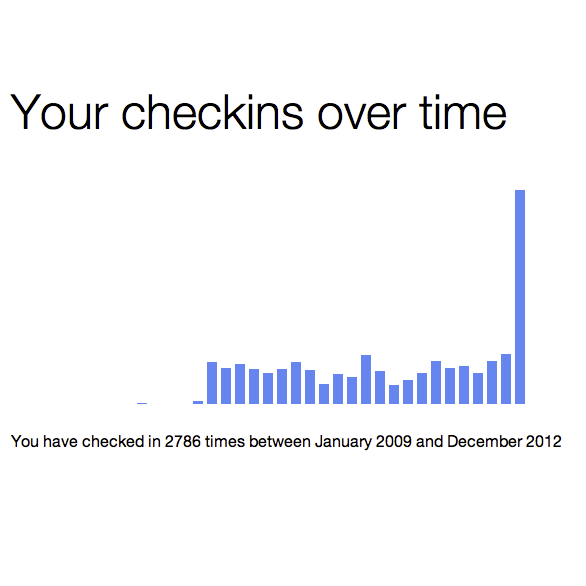 Your checkins over time
You have checked in 2786 times between January 2009 and December 2012